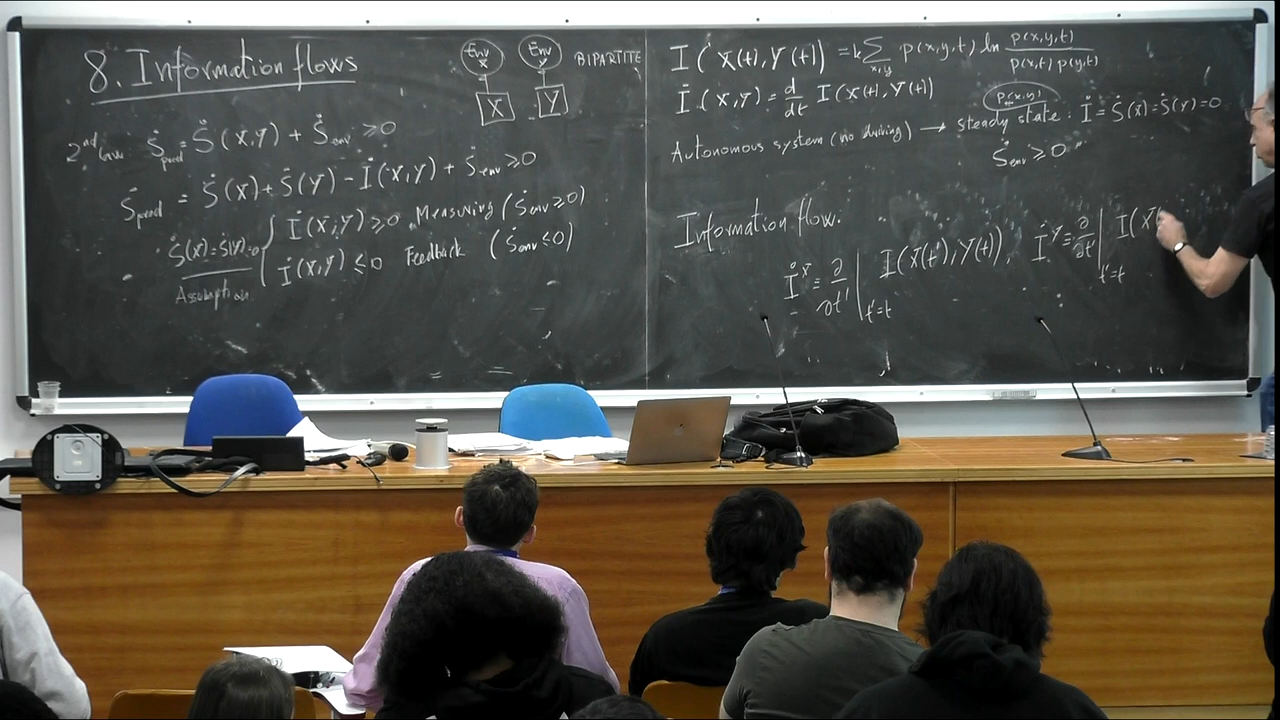 8. Information flows
Env X
Env Y
BIPARTITE
X
Y
2nd law Ṡprod = Ṡ(X,Y) + Ṡenv ≥ 0
Ṡprod = Ṡ(X) + Ṡ(Y) − İ(X,Y) + Ṡenv ≥ 0
Ṡ(X) = Ṡ(Y) = 0 { İ(X;Y) ≥ 0 Measuring (Ṡenv ≥ 0)
İ(X,Y) ≤ 0 Feedback (Ṡenv ≤ 0)
Assumption
I(X(t), Y(t)) = k∑x,y p(x,y,t) ln p(x,y,t) / p(x,t) p(y,t)
İ(X,Y) = d/dt I(X(t), Y(t))
p(x,y)
Autonomous system (no driving) → steady state: İ = Ṡ(X) = Ṡ(Y) = 0
Ṡenv ≥ 0
Information flow:
İˣ ≡ ∂/∂t' |t'=t I(X(t'), Y(t)), İʸ ≡ ∂/∂t' |t'=t I(X(